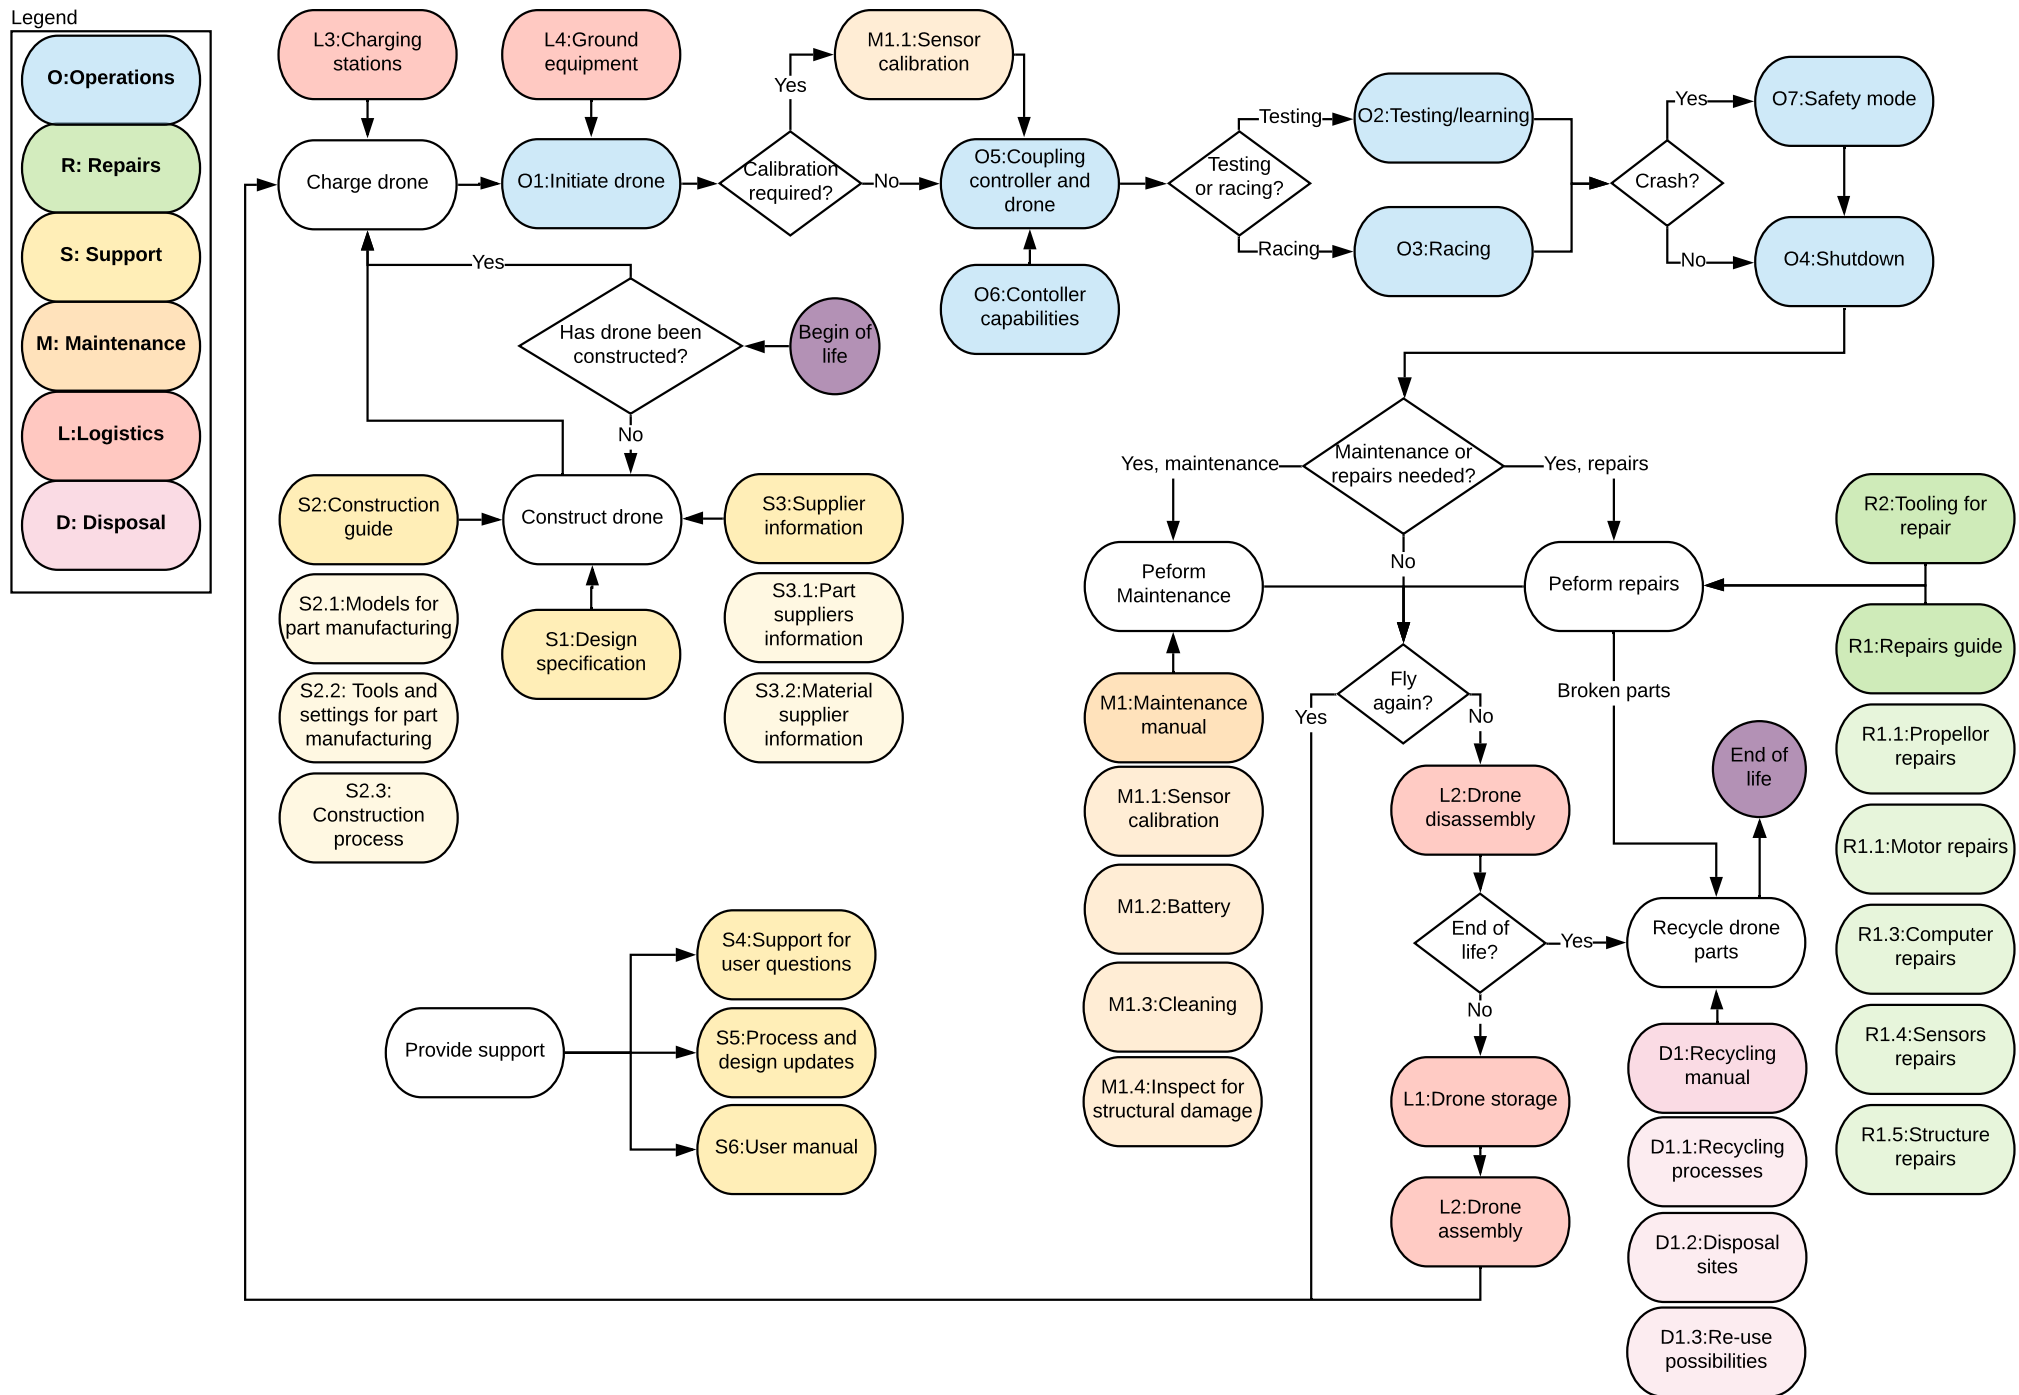 Legend
O:Operations
R: Repairs
S: Support
M: Maintenance
L:Logistics
D: Disposal
L3:Charging
stations
L4:Ground
equipment
M1.1:Sensor
calibration
Yes
Charge drone
O1:Initiate drone
Calibration
required?
No
O5:Coupling
controller and
drone
O6:Contoller
capabilities
Testing
or racing?
Testing
Racing
O2:Testing/learning
O3:Racing
Crash?
Yes
No
O7:Safety mode
O4:Shutdown
Yes
Has drone been
constructed?
Begin of
life
No
S2:Construction
guide
Construct drone
S3:Supplier
information
S2.1:Models for
part manufacturing
S1:Design
specification
S3.1:Part
suppliers
information
S2.2: Tools and
settings for part
manufacturing
S3.2:Material
supplier
information
S2.3:
Construction
process
Provide support
S4:Support for
user questions
S5:Process and
design updates
S6:User manual
Yes, maintenance
Maintenance or
repairs needed?
Yes, repairs
No
Peform
Maintenance
Peform repairs
R2:Tooling for
repair
R1:Repairs guide
R1.1:Propellor
repairs
R1.1:Motor repairs
R1.3:Computer
repairs
R1.4:Sensors
repairs
R1.5:Structure
repairs
M1:Maintenance
manual
M1.1:Sensor
calibration
M1.2:Battery
M1.3:Cleaning
M1.4:Inspect for
structural damage
Fly
again?
Yes
No
L2:Drone
disassembly
End of
life?
Yes
No
L1:Drone storage
L2:Drone
assembly
Broken parts
End of
life
Recycle drone
parts
D1:Recycling
manual
D1.1:Recycling
processes
D1.2:Disposal
sites
D1.3:Re-use
possibilities